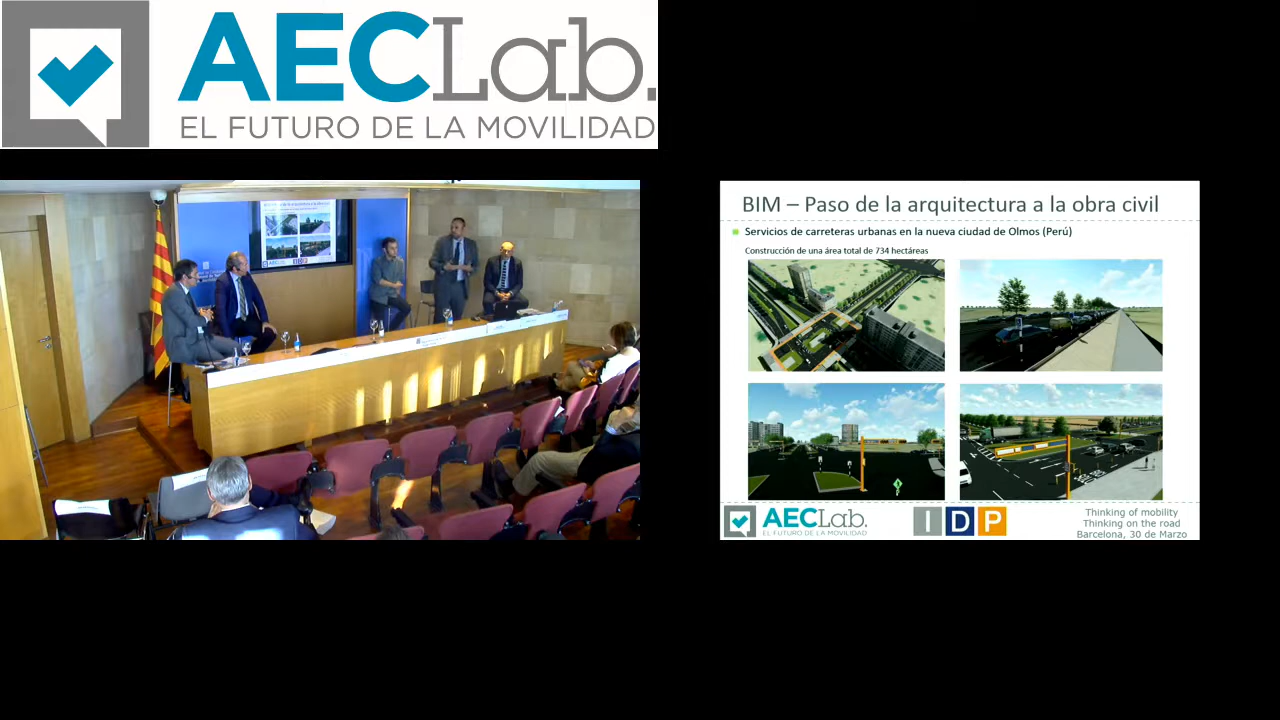 AECLab.
EL FUTURO DE LA MOVILIDAD
BIM – Paso de la arquitectura a la obra civil
Servicios de carreteras urbanas en la nueva ciudad de Olmos (Perú)
Construcción de una área total de 734 hectáreas
AECLab.
EL FUTURO DE LA MOVILIDAD
IDP
Thinking of mobility
Thinking on the road
Barcelona, 30 de Marzo